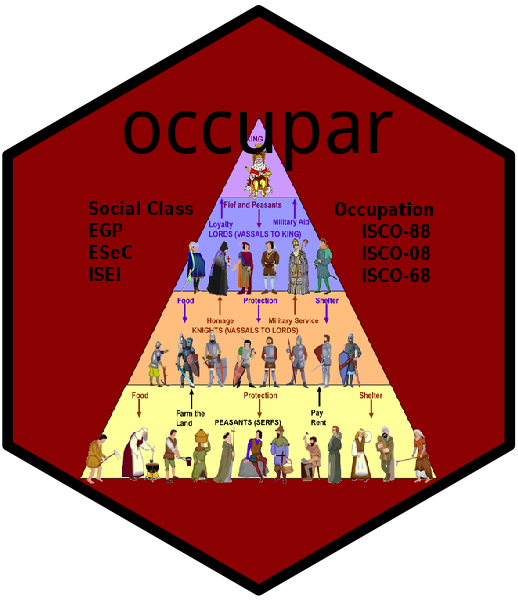 occupar
KING
Social Class
EGP
ESeC
ISEI
Occupation
ISCO-88
ISCO-08
ISCO-68
Fief and Peasants
Loyalty
Military Aid
LORDS (VASSALS TO KING)
Food
Protection
Shelter
Homage
Military Service
KNIGHTS (VASSALS TO LORDS)
Food
Protection
Shelter
Farm the
Land
PEASANTS (SERFS)
Pay
Rent